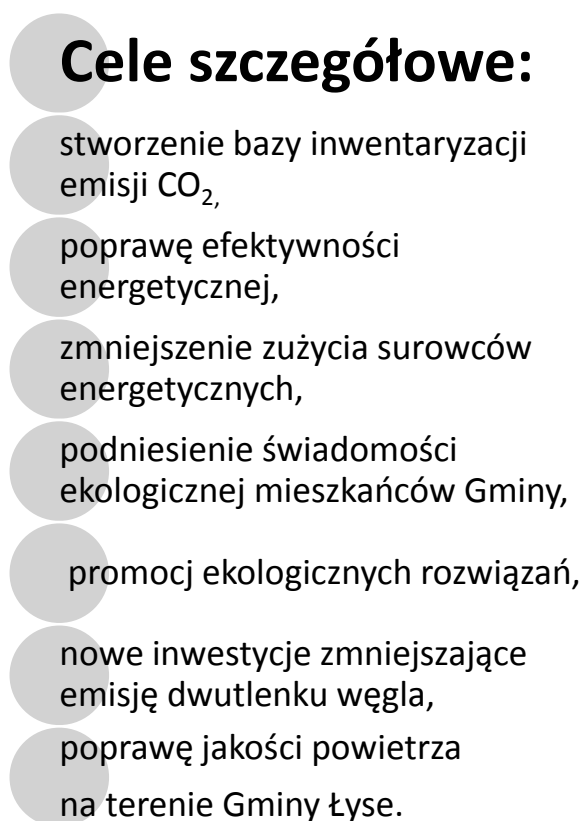 Cele szczegółowe:
stworzenie bazy inwentaryzacji
emisji CO₂,
poprawę efektywności
energetycznej,
zmniejszenie zużycia surowców
energetycznych,
podniesienie świadomości
ekologicznej mieszkańców Gminy,
promocj ekologicznych rozwiązań,
nowe inwestycje zmniejszające
emisję dwutlenku węgla,
poprawę jakości powietrza
na terenie Gminy Łyse.